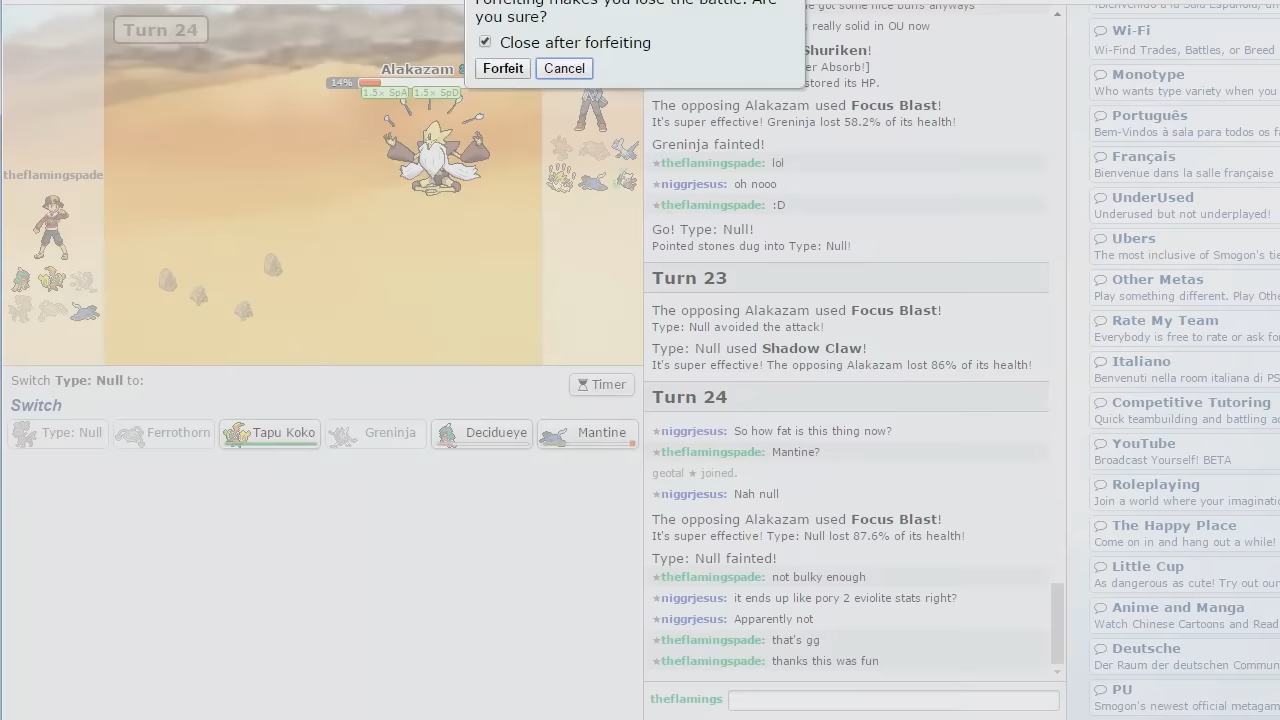 Forfeiting makes you lose the battle. Are
you sure?
Close after forfeiting
Forfeit
Cancel
Turn 24
Alakazam
14%
1.5× SpA
1.5× SpD
theflamingspade
Switch Type: Null to:
Timer
Switch
Type: Null
Ferrothorn
Tapu Koko
Greninja
Decidueye
Mantine
got some nice buffs anyways
really solid in OU now
Shuriken!
r Absorb!]
stored its HP.
The opposing Alakazam used Focus Blast!
It's super effective! Greninja lost 58.2% of its health!
Greninja fainted!
★theflamingspade: lol
★niggrjesus: oh nooo
★theflamingspade: :D
Go! Type: Null!
Pointed stones dug into Type: Null!
Turn 23
The opposing Alakazam used Focus Blast!
Type: Null avoided the attack!
Type: Null used Shadow Claw!
It's super effective! The opposing Alakazam lost 86% of its health!
Turn 24
★niggrjesus: So how fat is this thing now?
★theflamingspade: Mantine?
geotal ★ joined.
★niggrjesus: Nah null
The opposing Alakazam used Focus Blast!
It's super effective! Type: Null lost 87.6% of its health!
Type: Null fainted!
★theflamingspade: not bulky enough
★niggrjesus: it ends up like pory 2 eviolite stats right?
★niggrjesus: Apparently not
★theflamingspade: that's gg
★theflamingspade: thanks this was fun
theflamings
Wi-Fi
Wi-Find Trades, Battles, or Breed
Monotype
Who wants type variety when you
Português
Bem-Vindos à sala para todos os fa
Français
Bienvenue dans la salle française
UnderUsed
Underused but not underplayed!
Ubers
The most inclusive of Smogon's tie
Other Metas
Play something different. Play Othe
Rate My Team
Everybody is free to rate or ask for
Italiano
Benvenuti nella room italiana di PS
Competitive Tutoring
Quick teambuilding and battling ad
YouTube
Broadcast Yourself! BETA
Roleplaying
Join a world where your imaginatio
The Happy Place
Come on in and hang out a while!
Little Cup
As dangerous as cute! Try out our
Anime and Manga
Watch Chinese Cartoons and Read
Deutsche
Der Raum der deutschen Commun
PU
Smogon's newest official metagam